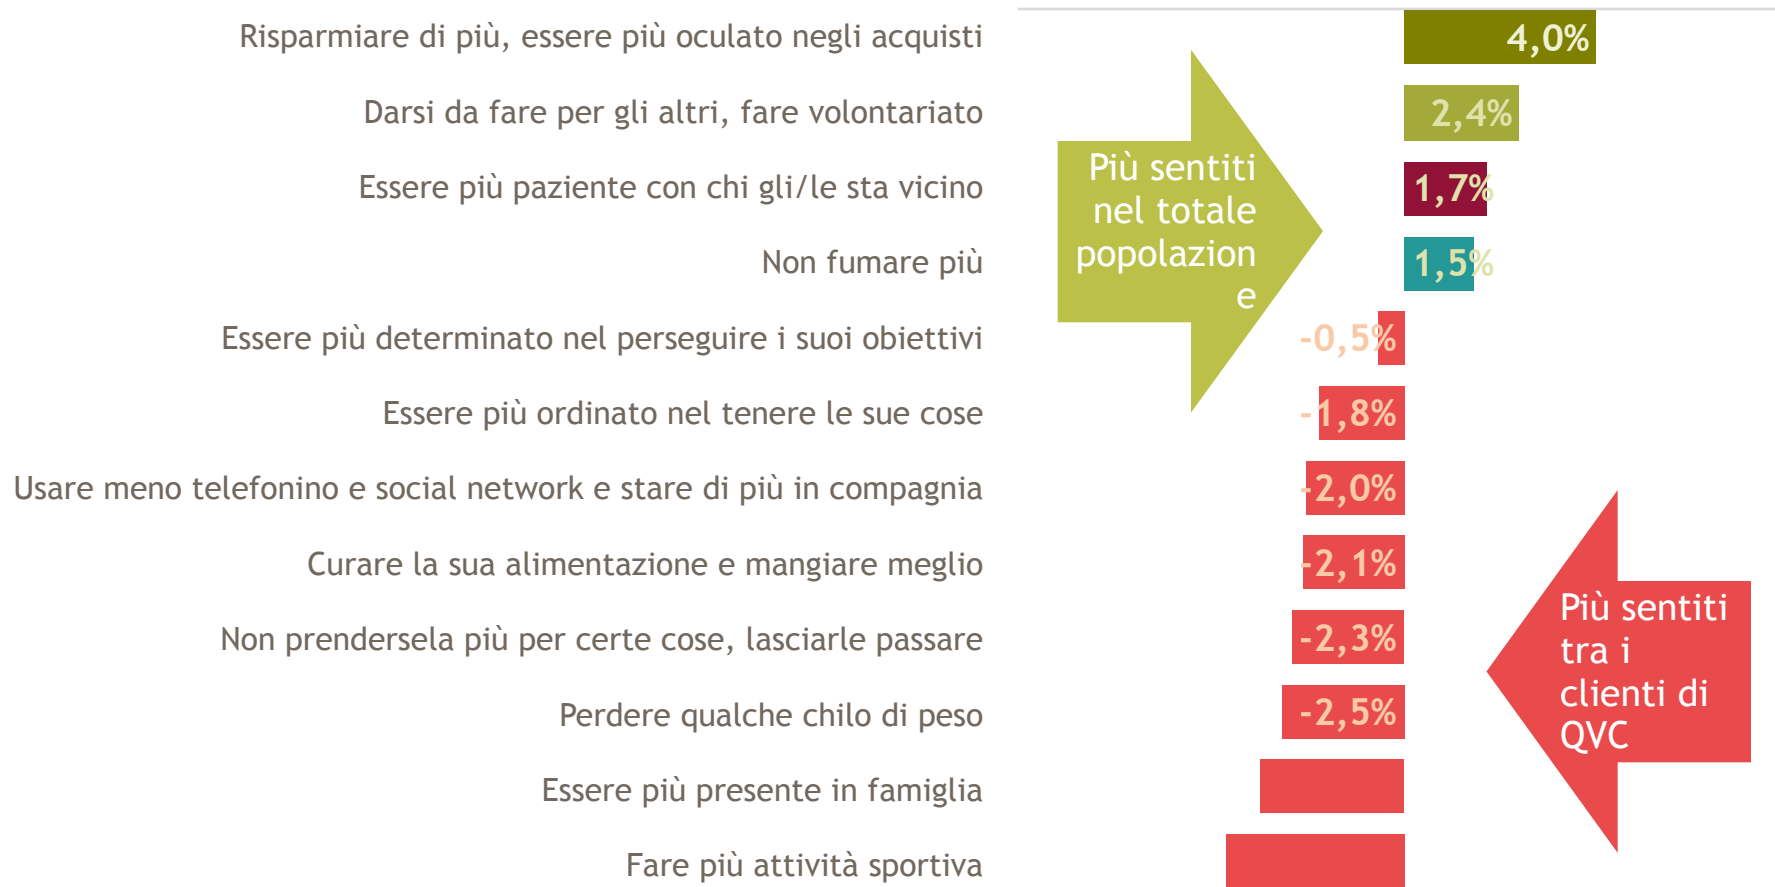 Risparmiare di più, essere più oculato negli acquisti
4,0%
Darsi da fare per gli altri, fare volontariato
2,4%
Essere più paziente con chi gli/le sta vicino
1,7%
Non fumare più
1,5%
Essere più determinato nel perseguire i suoi obiettivi
-0,5%
Essere più ordinato nel tenere le sue cose
-1,8%
Usare meno telefonino e social network e stare di più in compagnia
-2,0%
Curare la sua alimentazione e mangiare meglio
-2,1%
Non prendersela più per certe cose, lasciarle passare
-2,3%
Perdere qualche chilo di peso
-2,5%
Essere più presente in famiglia
Fare più attività sportiva
Più sentiti
nel totale
popolazion
e
Più sentiti
tra i
clienti di
QVC